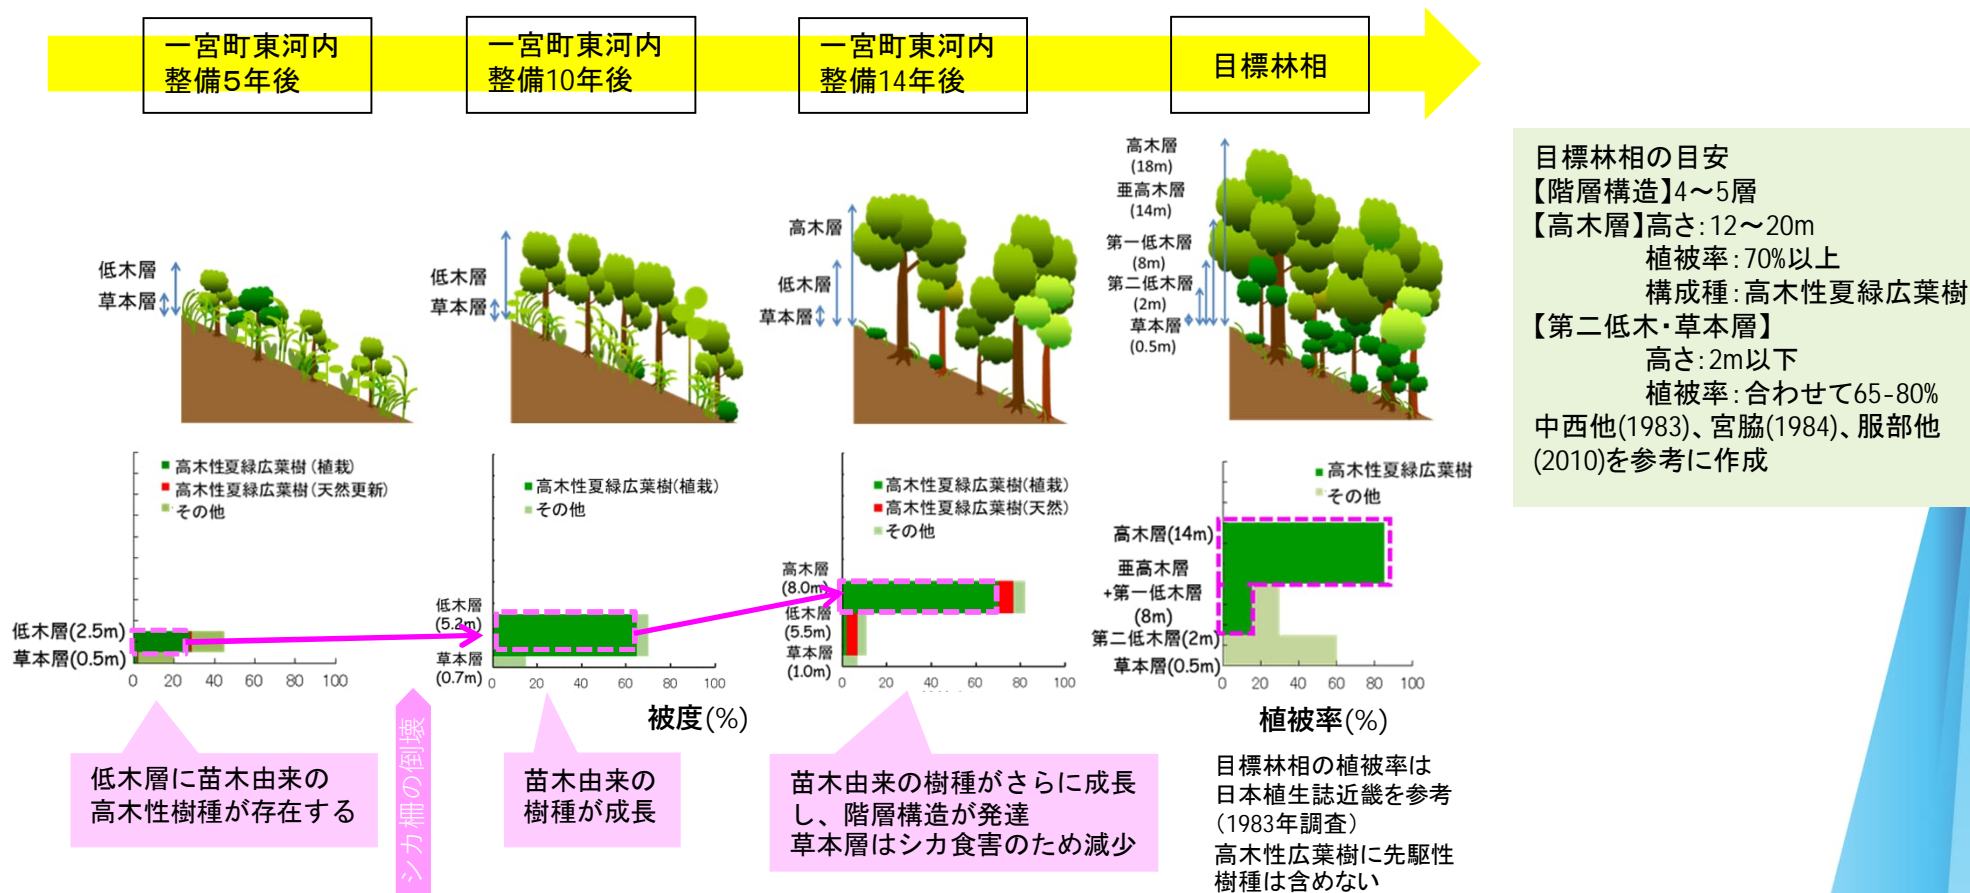 一宮町東河内
整備5年後
一宮町東河内
整備10年後
一宮町東河内
整備14年後
目標林相
低木層
草本層
低木層
草本層
高木層
低木層
草本層
高木層
(18m)
亜高木層
(14m)
第一低木層
(8m)
第二低木層
(2m)
草本層
(0.5m)
目標林相の目安
【階層構造】4～5層
【高木層】高さ:12～20m
植被率:70%以上
構成種:高木性夏緑広葉樹
【第二低木・草本層】
高さ:2m以下
植被率:合わせて65-80%
中西他(1983)、宮脇(1984)、服部他
(2010)を参考に作成
高木性夏緑広葉樹(植栽)
高木性夏緑広葉樹(天然更新)
その他
低木層(2.5m)
草本層(0.5m)
0 20 40 60 80 100
高木性夏緑広葉樹(植栽)
その他
低木層
(5.2m)
草本層
(0.7m)
0 20 40 60 80 100
被度(%)
高木性夏緑広葉樹(植栽)
高木性夏緑広葉樹(天然)
その他
高木層
(8.0m)
低木層
(5.5m)
草本層
(1.0m)
0 20 40 60 80 100
高木性夏緑広葉樹
その他
高木層(14m)
亜高木層
+第一低木層
(8m)
第二低木層(2m)
草本層(0.5m)
0 20 40 60 80 100
植被率(%)
低木層に苗木由来の
高木性樹種が存在する
シカ柵の倒壊
苗木由来の
樹種が成長
苗木由来の樹種がさらに成長
し、階層構造が発達
草本層はシカ食害のため減少
目標林相の植被率は
日本植生誌近畿を参考
(1983年調査)
高木性広葉樹に先駆性
樹種は含めない